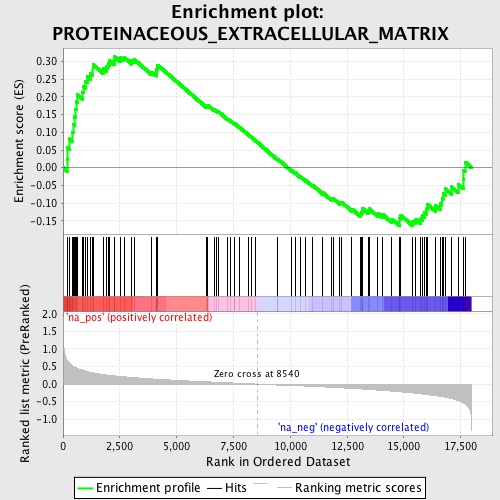 Enrichment plot:
PROTEINACEOUS_EXTRACELLULAR_MATRIX
Enrichment score (ES)
0.30
0.25
0.20
0.15
0.10
0.05
0.00
-0.05
-0.10
-0.15
'na_pos' (positively correlated)
Ranked list metric (PreRanked)
2.0
1.5
1.0
0.5
0.0
-0.5
-1.0
Zero cross at 8540
'na_neg' (negatively correlated)
0
2,500
5,000
7,500
10,000
12,500
15,000
17,500
Rank in Ordered Dataset
Enrichment profile
Hits
Ranking metric scores